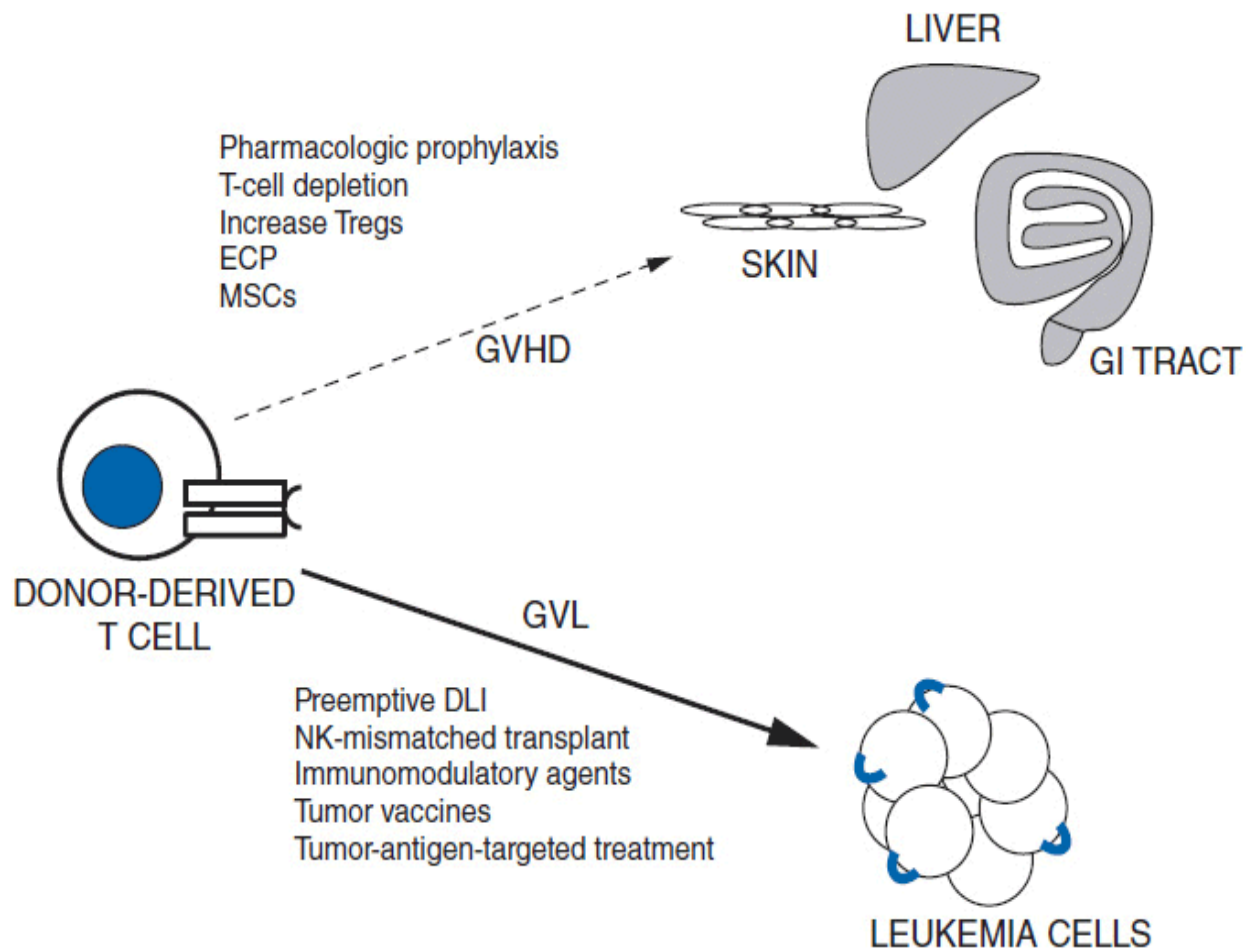 LIVER
Pharmacologic prophylaxis
T-cell depletion
Increase Tregs
ECP
MSCs
SKIN
GVHD
GI TRACT
DONOR-DERIVED
T CELL
GVL
Preemptive DLI
NK-mismatched transplant
Immunomodulatory agents
Tumor vaccines
Tumor-antigen-targeted treatment
LEUKEMIA CELLS